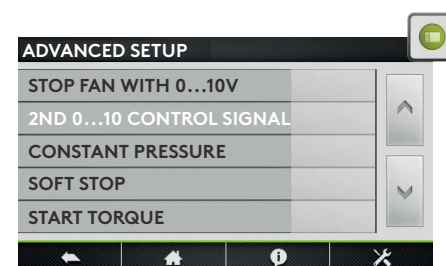 ADVANCED SETUP
STOP FAN WITH 0...10V
2ND 0...10 CONTROL SIGNAL
CONSTANT PRESSURE
SOFT STOP
START TORQUE